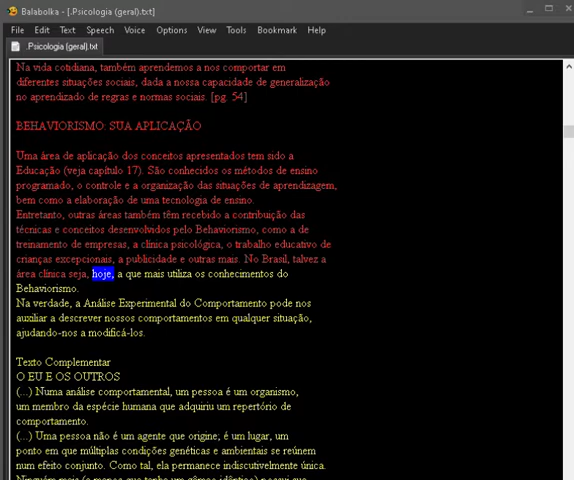 Balabolka - [.Psicologia (geral).txt]
File Edit Text Speech Voice Options View Tools Bookmark Help
.Psicologia (geral).txt
Na vida cotidiana, também aprendemos a nos comportar em
diferentes situações sociais, dada a nossa capacidade de generalização
no aprendizado de regras e normas sociais. [pg. 54]
BEHAVIORISMO: SUA APLICAÇÃO
Uma área de aplicação dos conceitos apresentados tem sido a
Educação (veja capítulo 17). São conhecidos os métodos de ensino
programado, o controle e a organização das situações de aprendizagem,
bem como a elaboração de uma tecnologia de ensino.
Entretanto, outras áreas também têm recebido a contribuição das
técnicas e conceitos desenvolvidos pelo Behaviorismo, como a de
treinamento de empresas, a clínica psicológica, o trabalho educativo de
crianças excepcionais, a publicidade e outras mais. No Brasil, talvez a
área clínica seja, hoje, a que mais utiliza os conhecimentos do
Behaviorismo.
Na verdade, a Análise Experimental do Comportamento pode nos
auxiliar a descrever nossos comportamentos em qualquer situação,
ajudando-nos a modificá-los.
Texto Complementar
O EU E OS OUTROS
(...) Numa análise comportamental, um pessoa é um organismo,
um membro da espécie humana que adquiriu um repertório de
comportamento.
(...) Uma pessoa não é um agente que origine; é um lugar, um
ponto em que múltiplas condições genéticas e ambientais se reúnem
num efeito conjunto. Como tal, ela permanece indiscutivelmente única.
Ninguém mais (a menos que tenha um gêmeo idêntico) possui sua